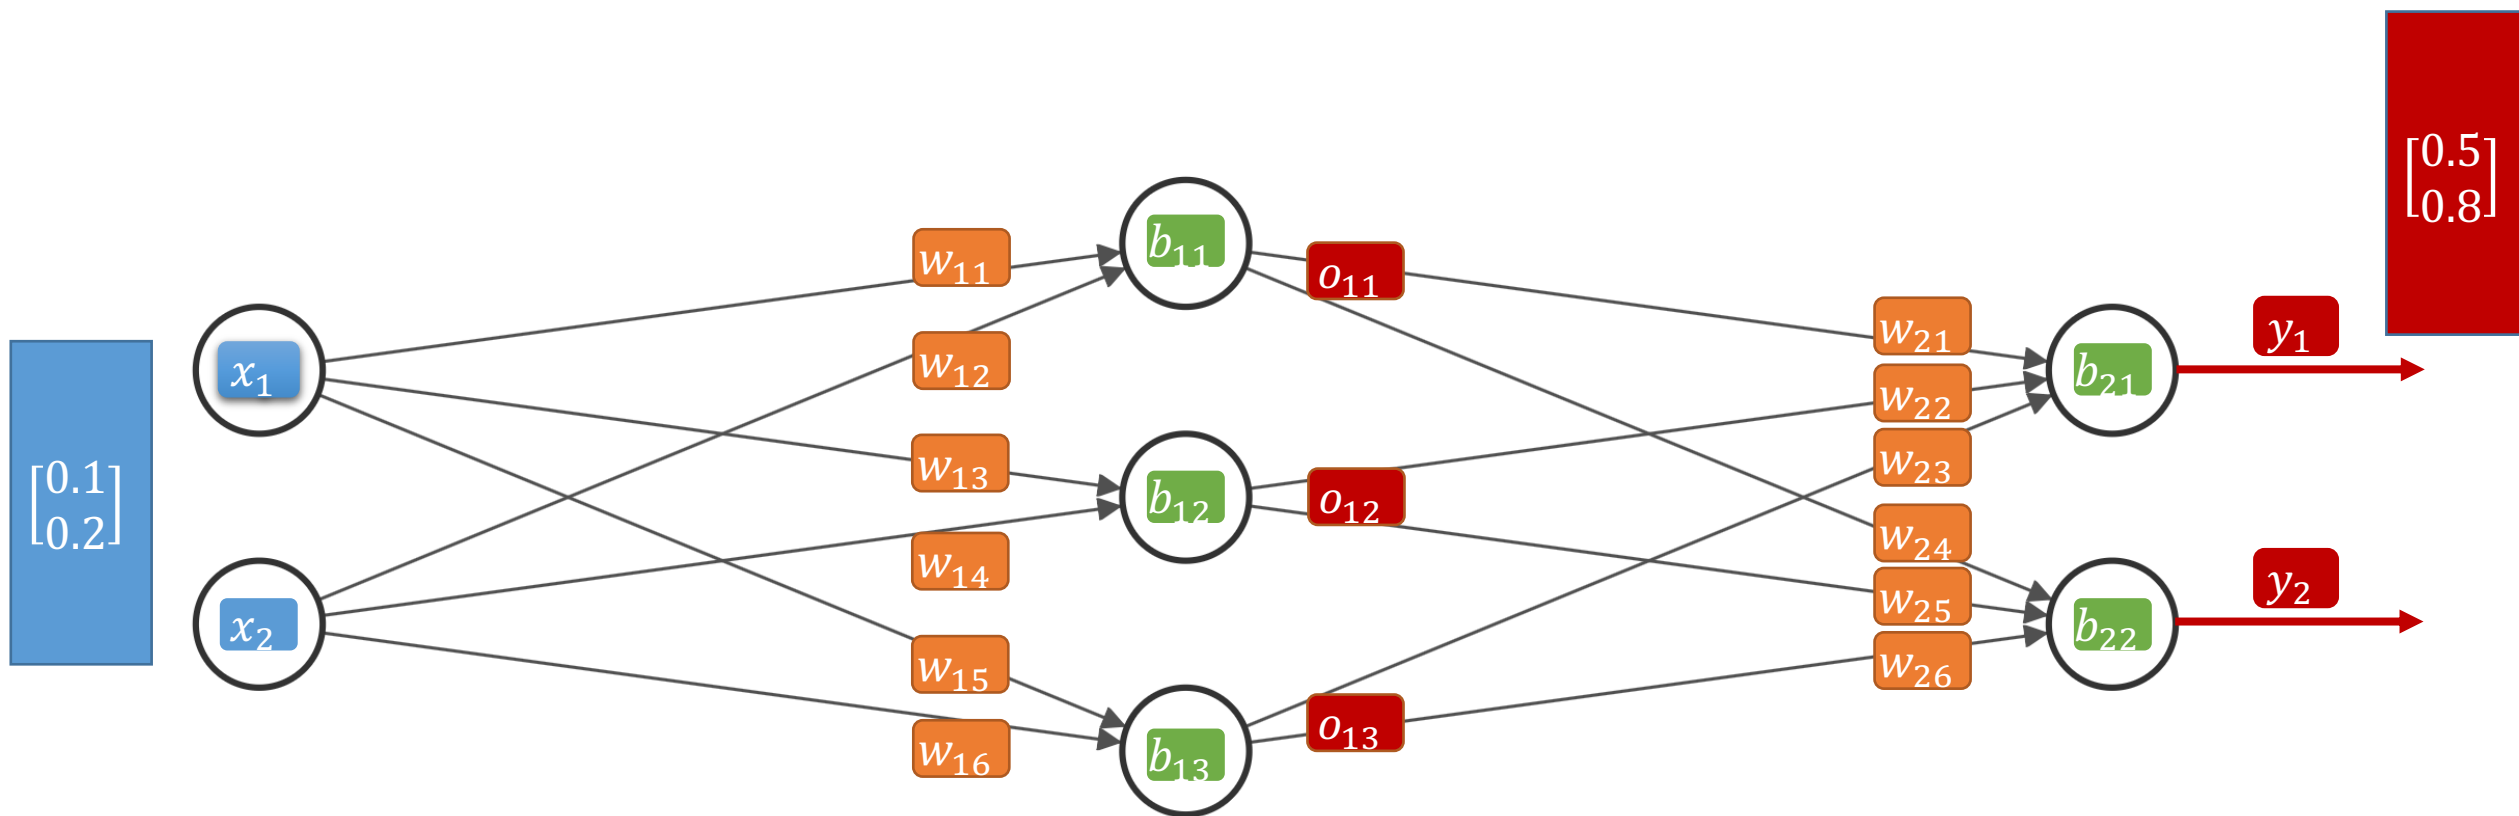 [0.1
0.2]
x₁
x₂
w₁₁
w₁₂
w₁₃
w₁₄
w₁₅
w₁₆
b₁₁
b₁₂
b₁₃
o₁₁
o₁₂
o₁₃
w₂₁
w₂₂
w₂₃
w₂₄
w₂₅
w₂₆
b₂₁
b₂₂
y₁
y₂
[0.5
0.8]